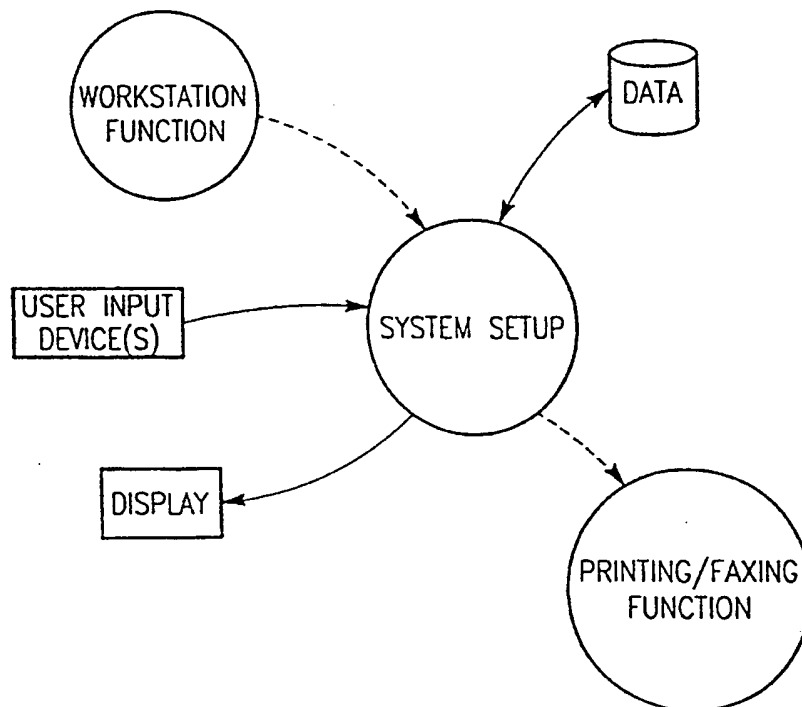 WORKSTATION
FUNCTION
DATA
USER INPUT
DEVICE(S)
SYSTEM SETUP
DISPLAY
PRINTING/FAXING
FUNCTION